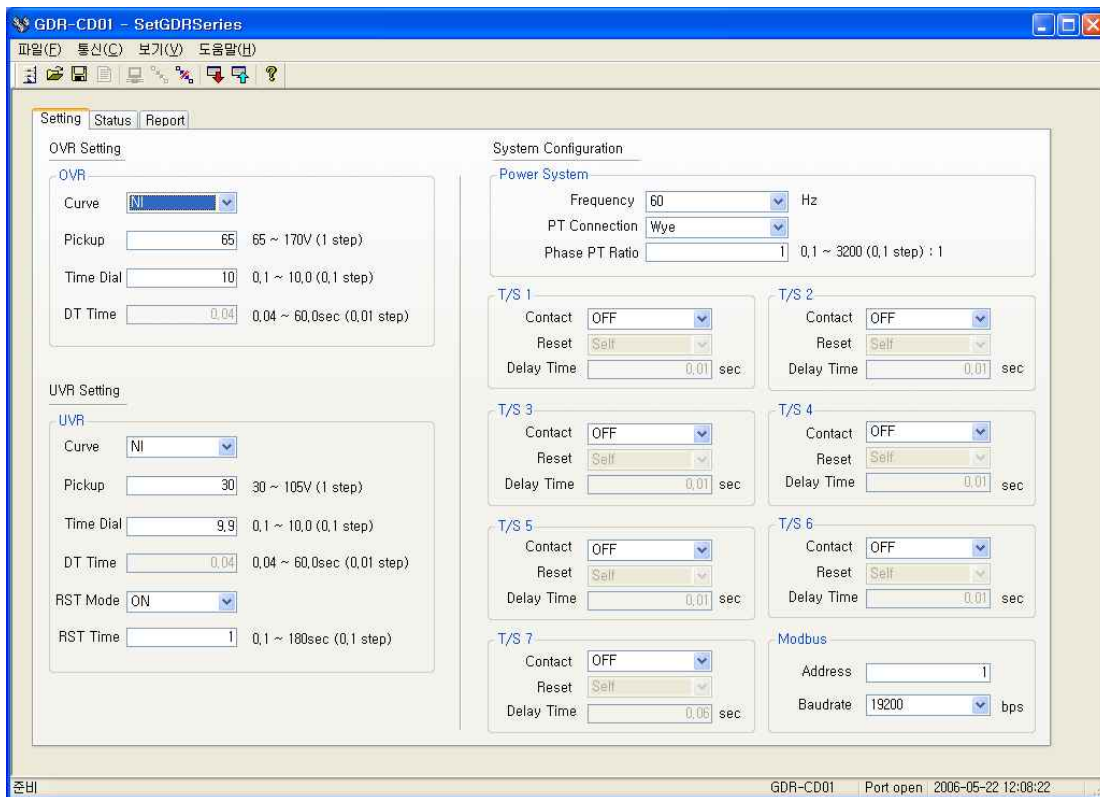 GDR-CD01 - SetGDRSeries
파일(F) 통신(C) 보기(V) 도움말(H)
Setting Status Report
OVR Setting
OVR
Curve NI
Pickup 65 65 ~ 170V (1 step)
Time Dial 10 0,1 ~ 10,0 (0,1 step)
DT Time 0,04 0,04 ~ 60,0sec (0,01 step)
UVR Setting
UVR
Curve NI
Pickup 30 30 ~ 105V (1 step)
Time Dial 9,9 0,1 ~ 10,0 (0,1 step)
DT Time 0,04 0,04 ~ 60,0sec (0,01 step)
RST Mode ON
RST Time 1 0,1 ~ 180sec (0,1 step)
System Configuration
Power System
Frequency 60 Hz
PT Connection Wye
Phase PT Ratio 1 0,1 ~ 3200 (0,1 step) : 1
T/S 1
Contact OFF
Reset Self
Delay Time 0,01 sec
T/S 2
Contact OFF
Reset Self
Delay Time 0,01 sec
T/S 3
Contact OFF
Reset Self
Delay Time 0,01 sec
T/S 4
Contact OFF
Reset Self
Delay Time 0,01 sec
T/S 5
Contact OFF
Reset Self
Delay Time 0,01 sec
T/S 6
Contact OFF
Reset Self
Delay Time 0,01 sec
T/S 7
Contact OFF
Reset Self
Delay Time 0,06 sec
Modbus
Address 1
Baudrate 19200 bps
준비 GDR-CD01 Port open 2006-05-22 12:08:22